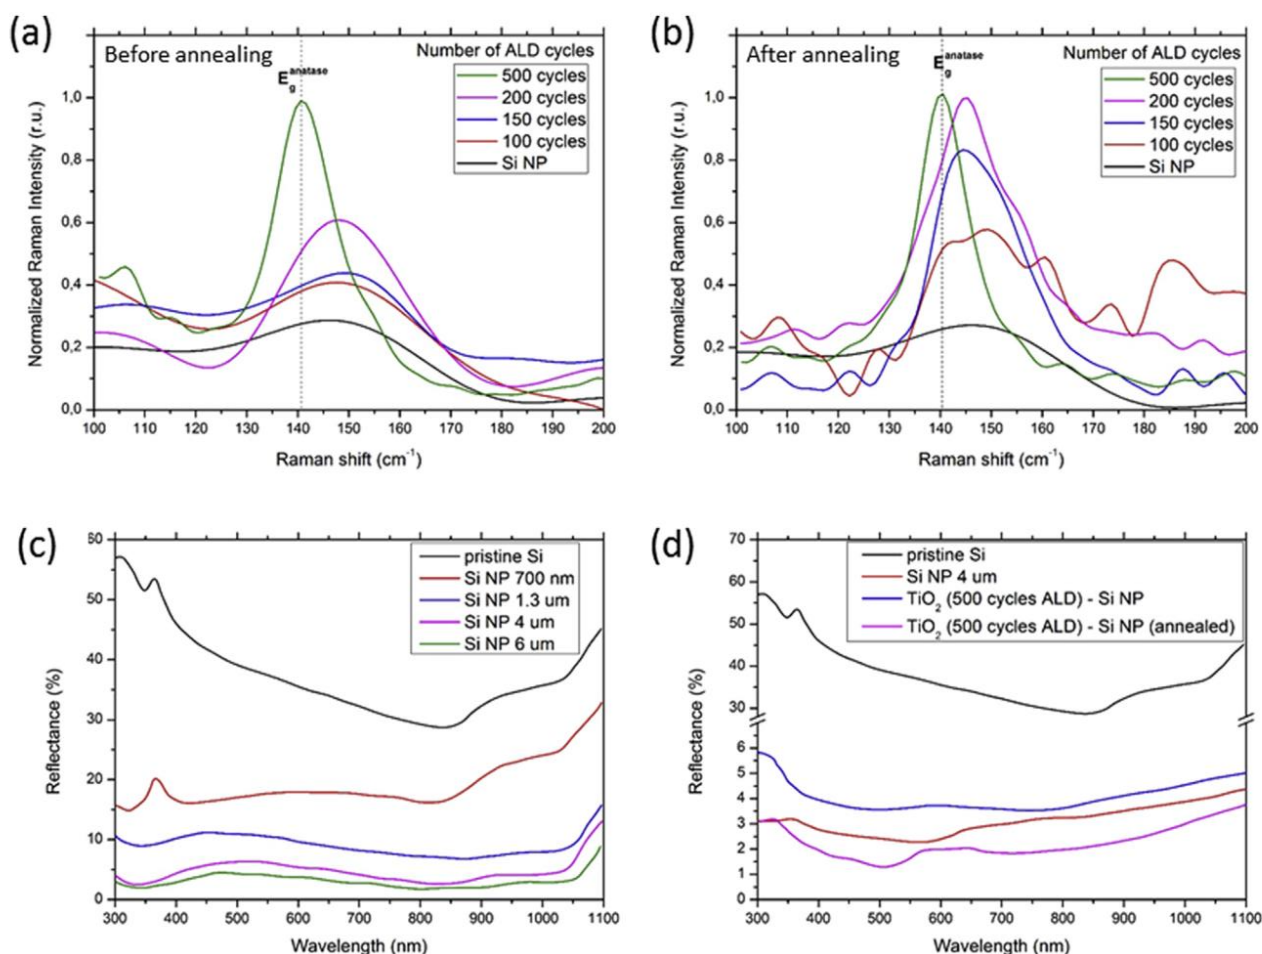 (a)
Before annealing
E_g^anatase
Number of ALD cycles
500 cycles
200 cycles
150 cycles
100 cycles
Si NP
Normalized Raman Intensity (r.u.)
1,0
0,8
0,6
0,4
0,2
0,0
100 110 120 130 140 150 160 170 180 190 200
Raman shift (cm⁻¹)
(b)
After annealing
E_g^anatase
Number of ALD cycles
500 cycles
200 cycles
150 cycles
100 cycles
Si NP
Normalized Raman Intensity (r.u.)
1,0
0,8
0,6
0,4
0,2
0,0
100 110 120 130 140 150 160 170 180 190 200
Raman shift (cm⁻¹)
(c)
pristine Si
Si NP 700 nm
Si NP 1.3 um
Si NP 4 um
Si NP 6 um
Reflectance (%)
60
50
40
30
20
10
0
300 400 500 600 700 800 900 1000 1100
Wavelength (nm)
(d)
pristine Si
Si NP 4 um
TiO₂ (500 cycles ALD) - Si NP
TiO₂ (500 cycles ALD) - Si NP (annealed)
Reflectance (%)
70
60
50
40
30
6
5
4
3
2
1
0
300 400 500 600 700 800 900 1000 1100
Wavelength (nm)